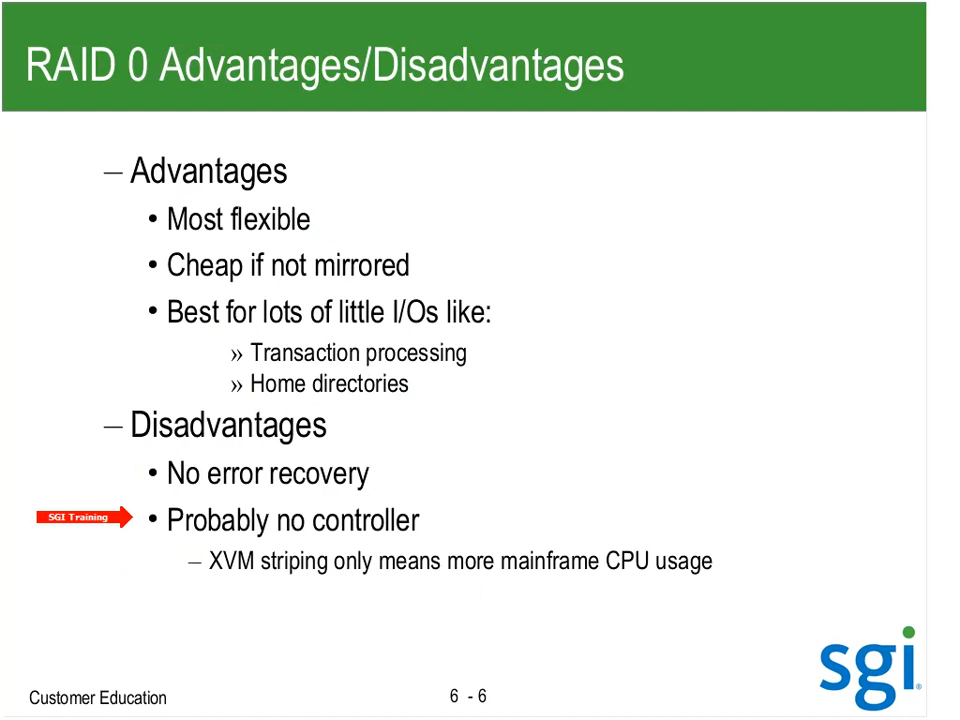 RAID 0 Advantages/Disadvantages
– Advantages
• Most flexible
• Cheap if not mirrored
• Best for lots of little I/Os like:
» Transaction processing
» Home directories
– Disadvantages
• No error recovery
SGI Training
• Probably no controller
– XVM striping only means more mainframe CPU usage
Customer Education
6 - 6
sgi®